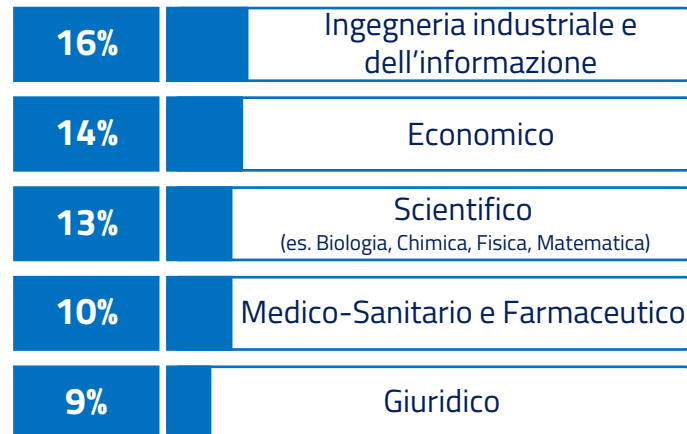 16%
Ingegneria industriale e
dell’informazione
14%
Economico
13%
Scientifico
(es. Biologia, Chimica, Fisica, Matematica)
10%
Medico-Sanitario e Farmaceutico
9%
Giuridico